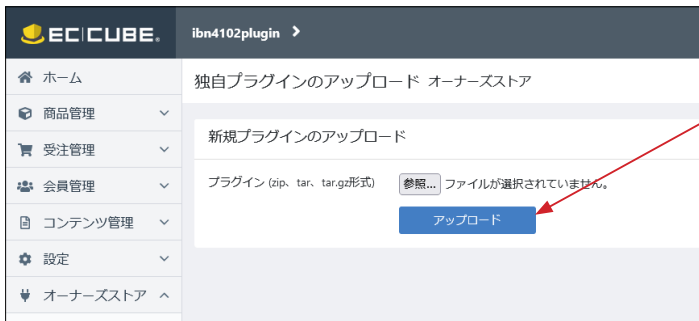 EC CUBE®
ibn4102plugin
ホーム
独自プラグインのアップロード オーナーズストア
商品管理
新規プラグインのアップロード
受注管理
プラグイン (zip、tar、tar.gz形式) 参照... ファイルが選択されていません。
会員管理
アップロード
コンテンツ管理
設定
オーナーズストア